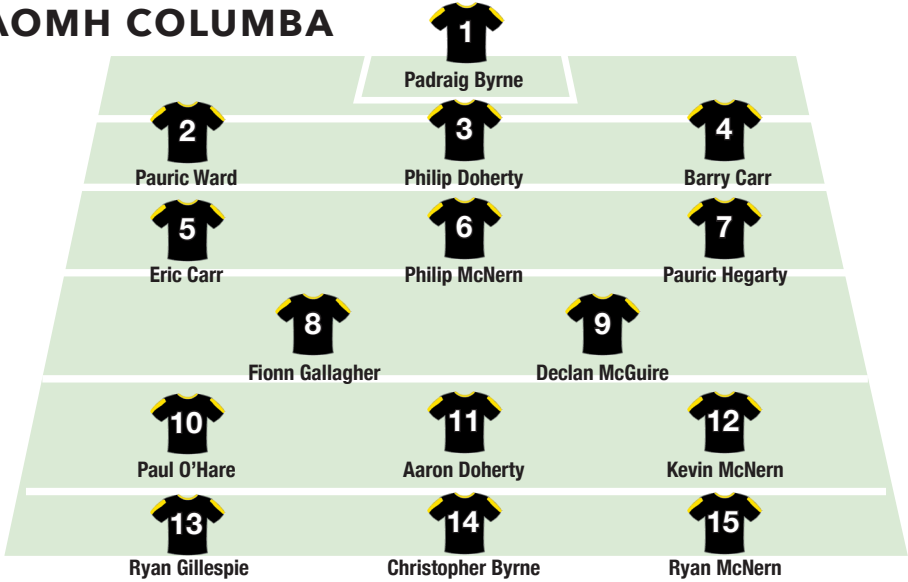 AOMH COLUMBA
1
Padraig Byrne
2 3 4
Pauric Ward Philip Doherty Barry Carr
5 6 7
Eric Carr Philip McNern Pauric Hegarty
8 9
Fionn Gallagher Declan McGuire
10 11 12
Paul O’Hare Aaron Doherty Kevin McNern
13 14 15
Ryan Gillespie Christopher Byrne Ryan McNern